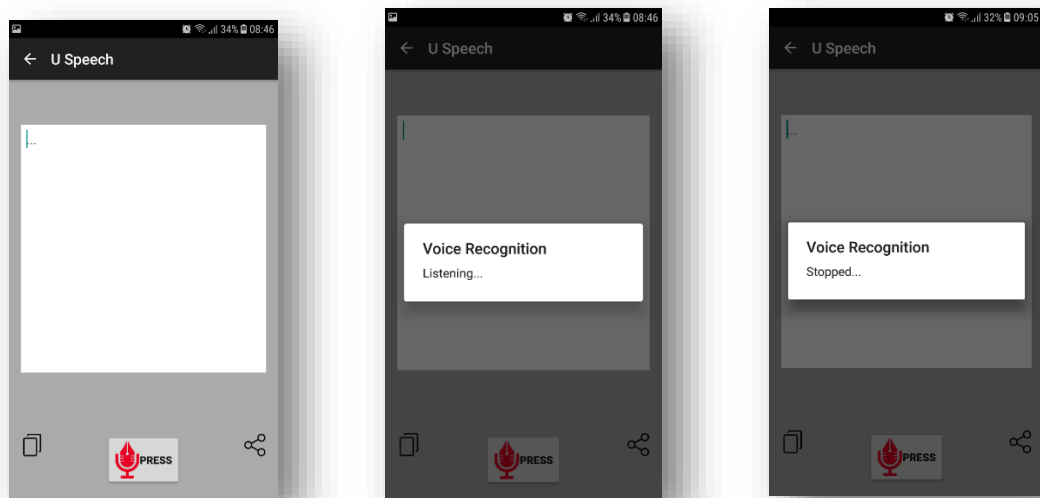 34% 08:46
U Speech
...
PRESS
34% 08:46
U Speech
Voice Recognition
Listening...
PRESS
32% 09:05
U Speech
...
Voice Recognition
Stopped...
PRESS